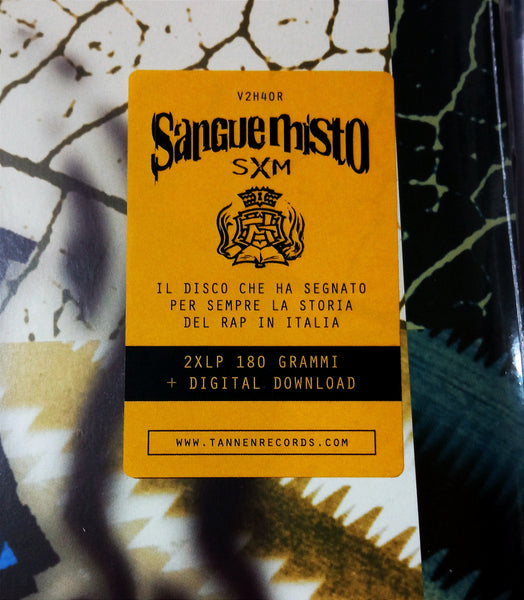 V2H40R
Sangue misto
SXM
IL DISCO CHE HA SEGNATO
PER SEMPRE LA STORIA
DEL RAP IN ITALIA
2XLP 180 GRAMMI
+ DIGITAL DOWNLOAD
WWW.TANNENRECORDS.COM